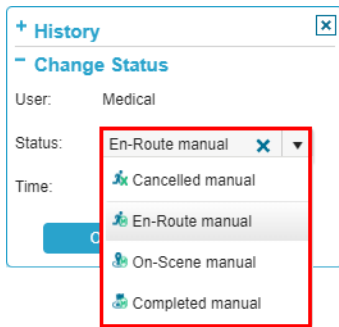 + History
− Change Status
User: Medical
Status: En-Route manual
Time:
Cancelled manual
En-Route manual
On-Scene manual
Completed manual